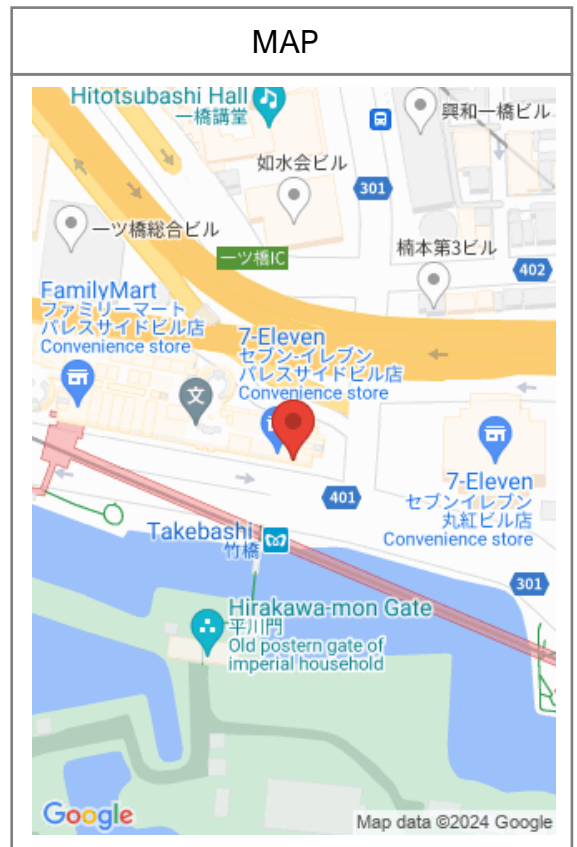 MAP
Hitotsubashi Hall
一橋講堂
興和一橋ビル
如水会ビル
301
一ツ橋総合ビル
一ツ橋IC
楠本第3ビル
402
FamilyMart
ファミリーマート
パレスサイドビル店
Convenience store
7-Eleven
セブン-イレブン
パレスサイドビル店
Convenience store
文
401
7-Eleven
セブンイレブン
丸紅ビル店
Convenience store
Takebashi
竹橋
301
Hirakawa-mon Gate
平川門
Old postern gate of
imperial household
Google
Map data ©2024 Google